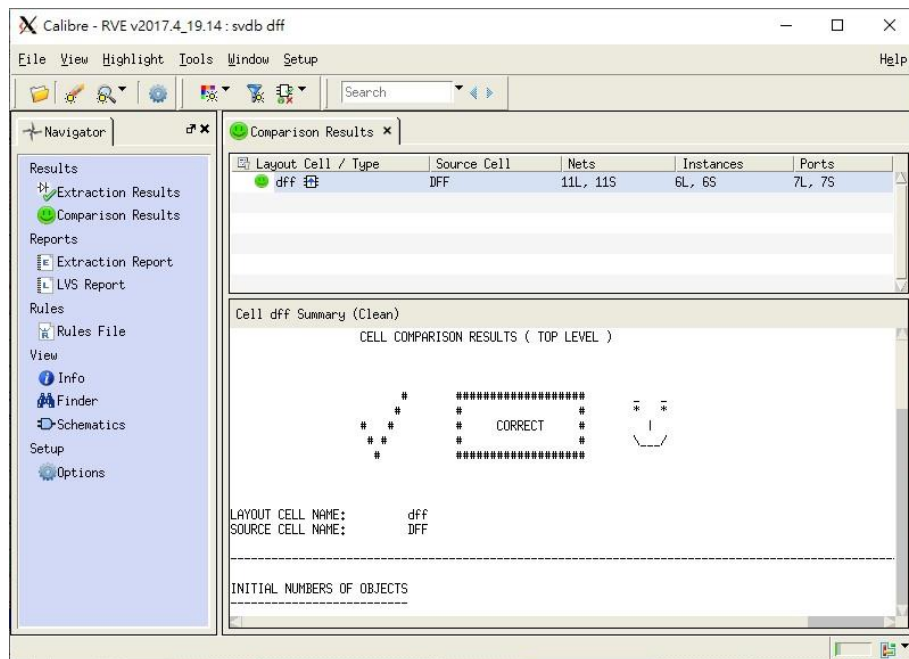 Calibre - RVE v2017.4_19.14 : svdb dff
File View Highlight Tools Window Setup Help
Search
Navigator
Results
Extraction Results
Comparison Results
Reports
Extraction Report
LVS Report
Rules
Rules File
View
Info
Finder
Schematics
Setup
Options
Comparison Results
Layout Cell / Type Source Cell Nets Instances Ports
dff DFF 11L, 11S 6L, 6S 7L, 7S
Cell dff Summary (Clean)
CELL COMPARISON RESULTS ( TOP LEVEL )
CORRECT
LAYOUT CELL NAME: dff
SOURCE CELL NAME: DFF
INITIAL NUMBERS OF OBJECTS